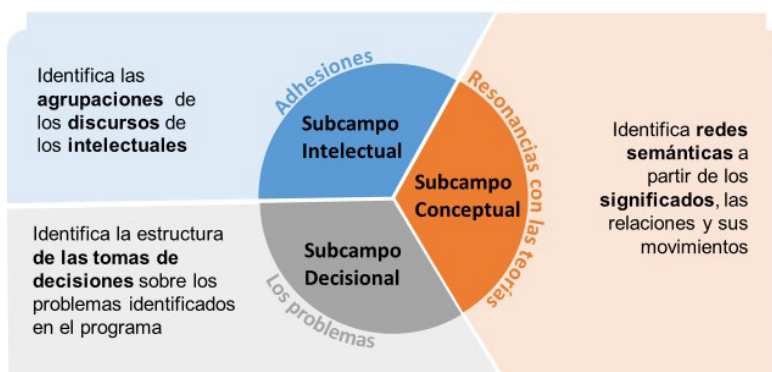 Identifica las
agrupaciones de
los discursos de
los intelectuales
Adhesiones
Subcampo
Intelectual
Resonancias con las teorías
Subcampo
Conceptual
Identifica redes
semánticas a
partir de los
significados, las
relaciones y sus
movimientos
Identifica la estructura
de las tomas de
decisiones sobre los
problemas identificados
en el programa
Subcampo
Decisional
Los problemas